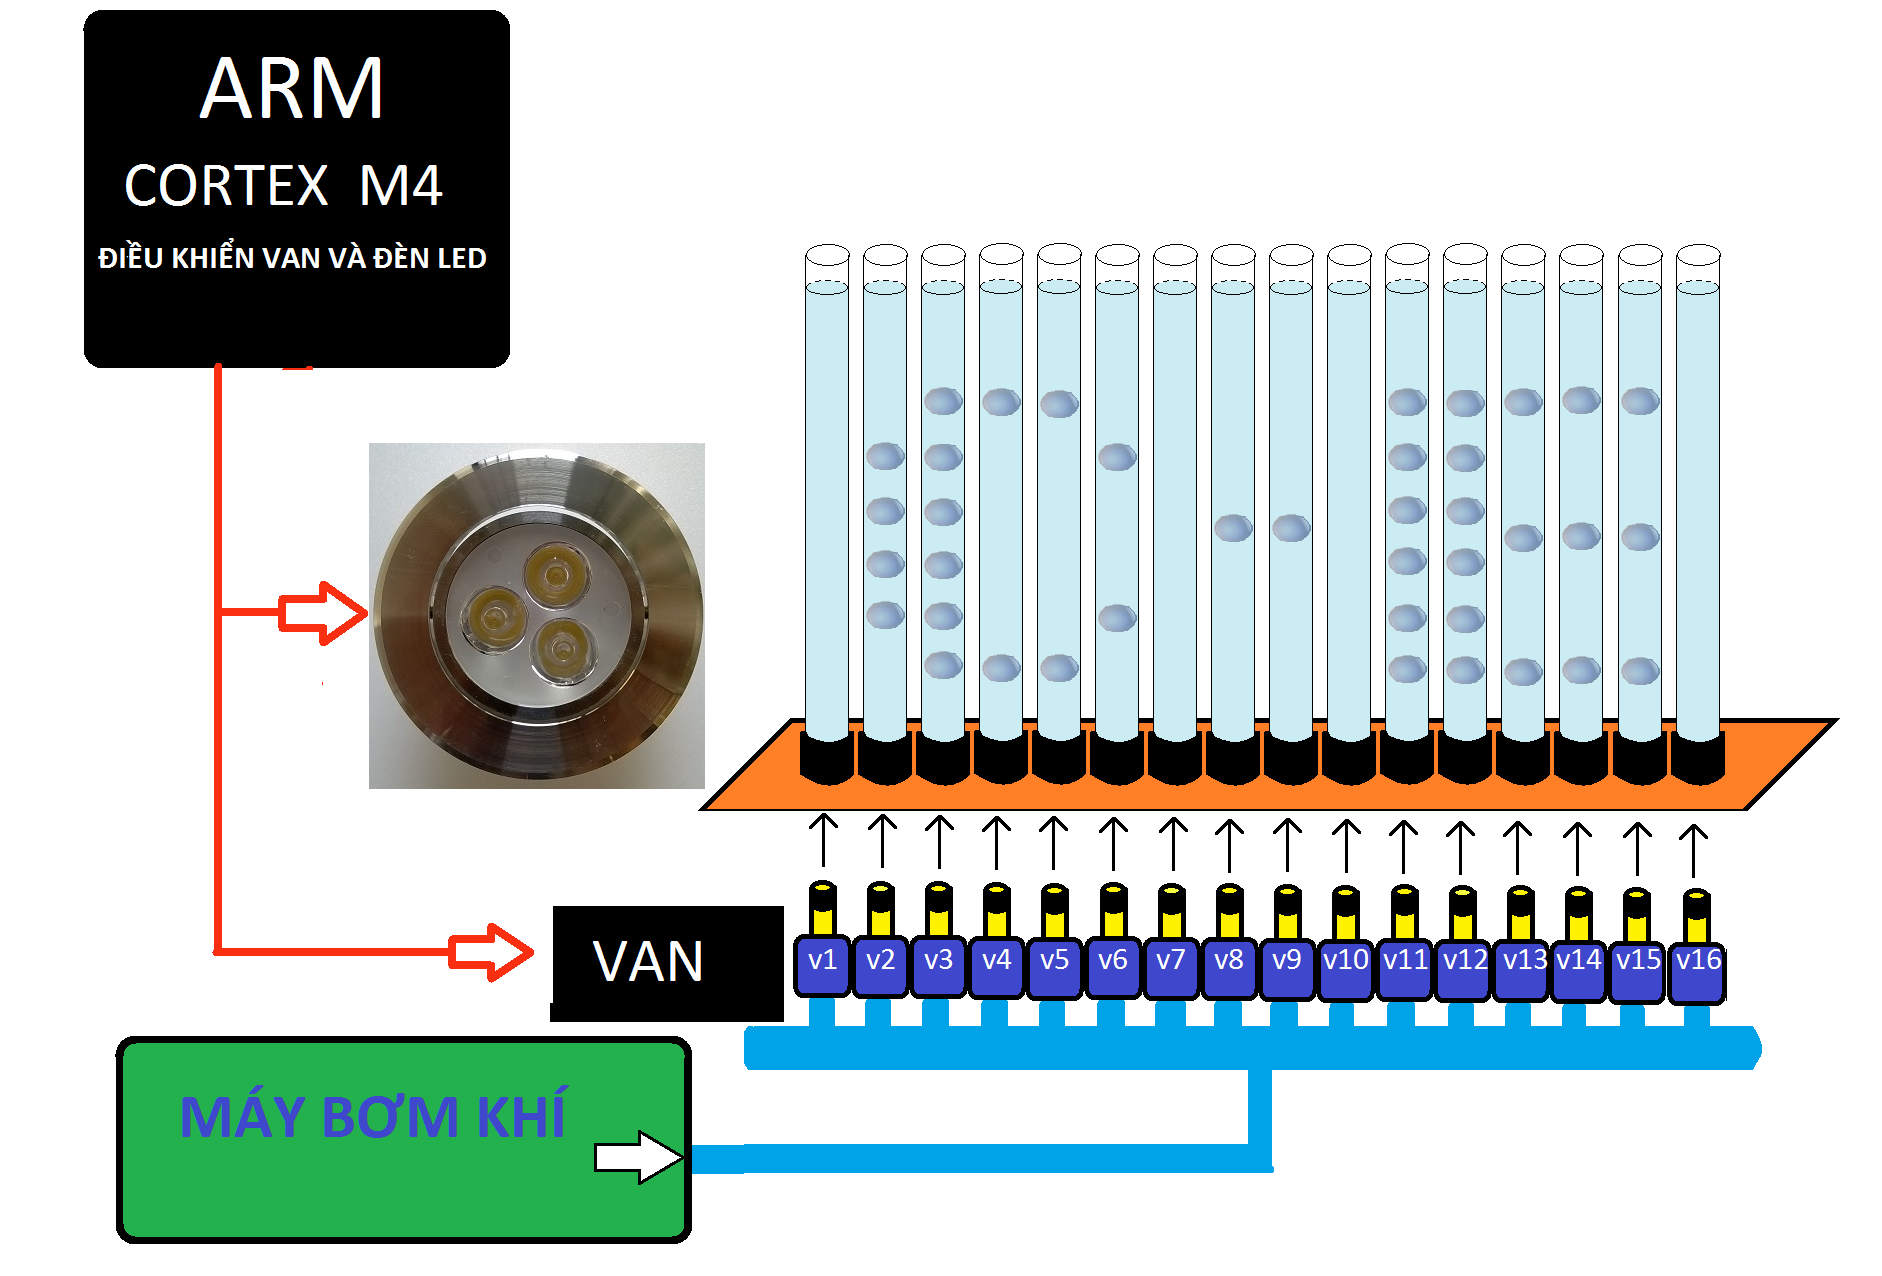 ARM
CORTEX M4
ĐIỀU KHIỂN VAN VÀ ĐÈN LED
VAN
v1 v2 v3 v4 v5 v6 v7 v8 v9 v10 v11 v12 v13 v14 v15 v16
MÁY BƠM KHÍ